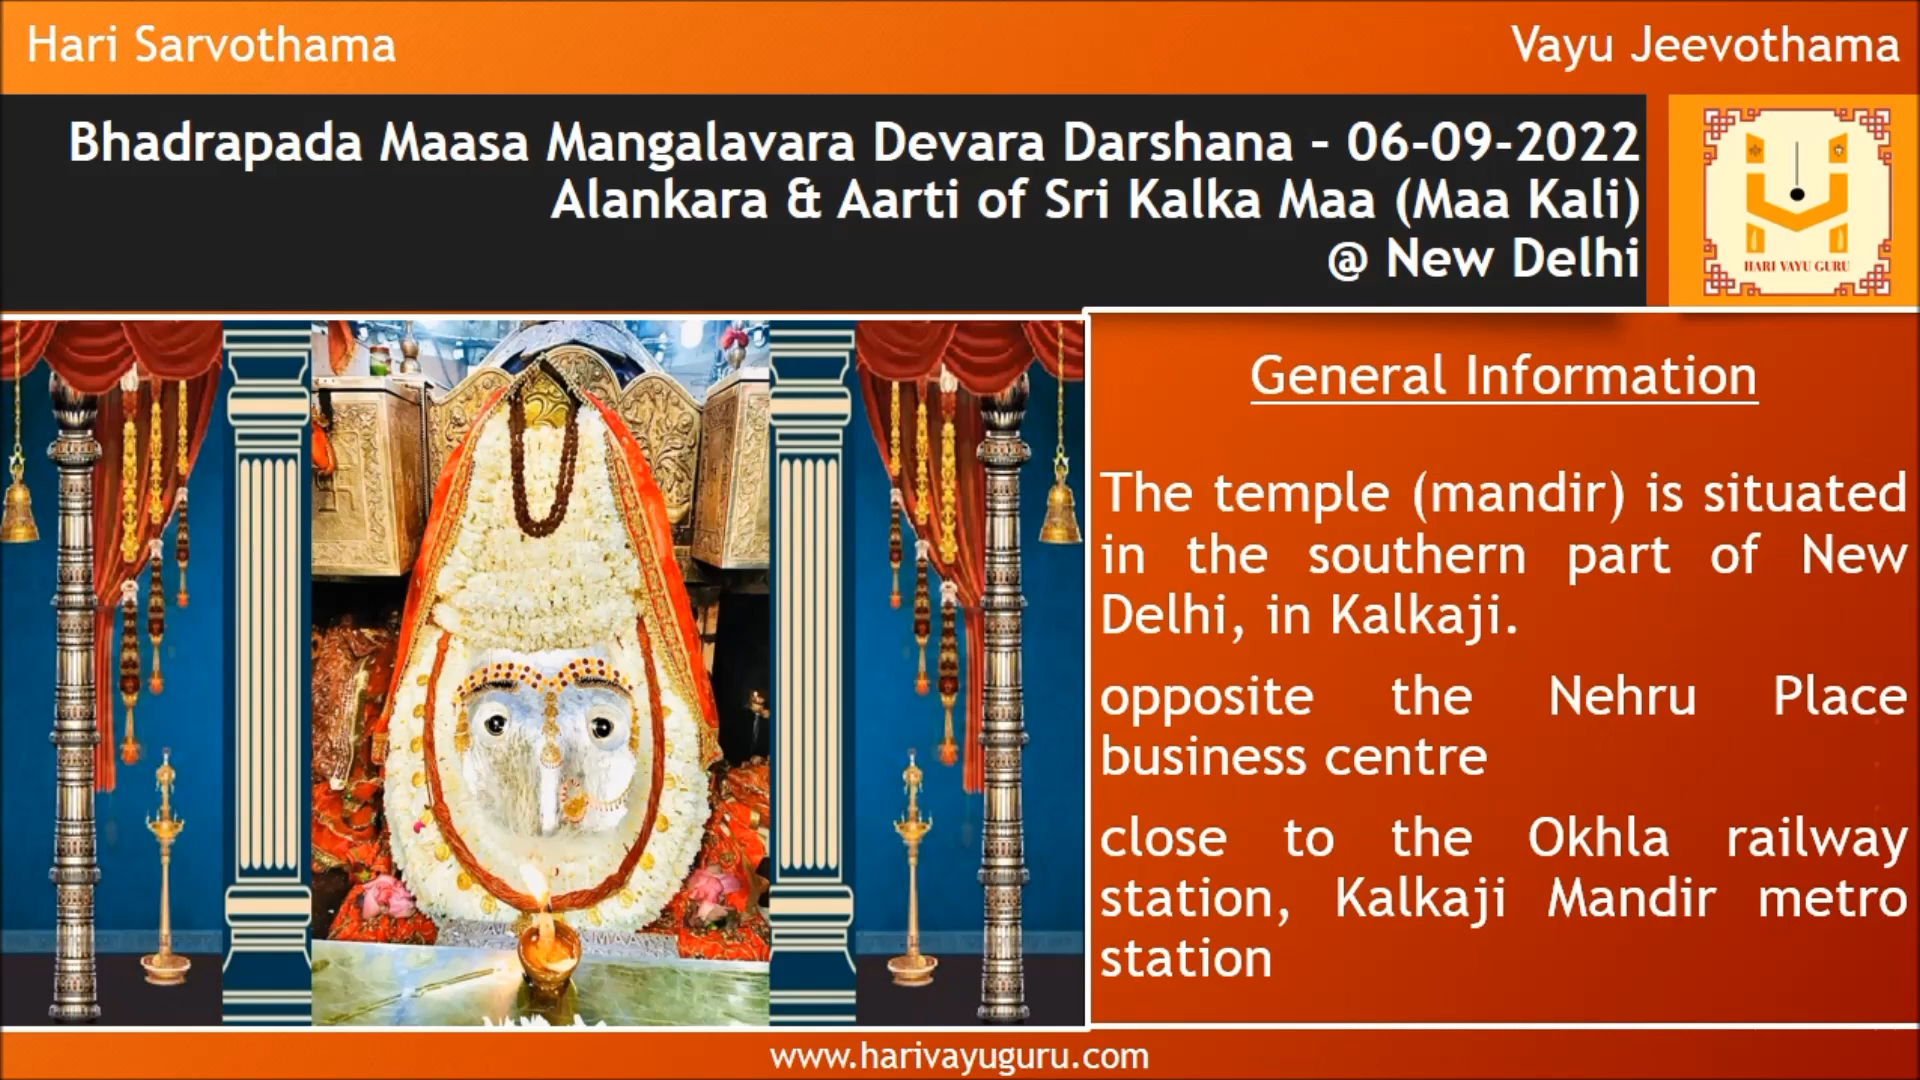 Hari Sarvothama
Vayu Jeevothama
Bhadrapada Maasa Mangalavara Devara Darshana - 06-09-2022
Alankara & Aarti of Sri Kalka Maa (Maa Kali)
@ New Delhi
HARI VAYU GURU
General Information
The temple (mandir) is situated
in the southern part of New
Delhi, in Kalkaji.
opposite the Nehru Place
business centre
close to the Okhla railway
station, Kalkaji Mandir metro
station
www.harivayuguru.com